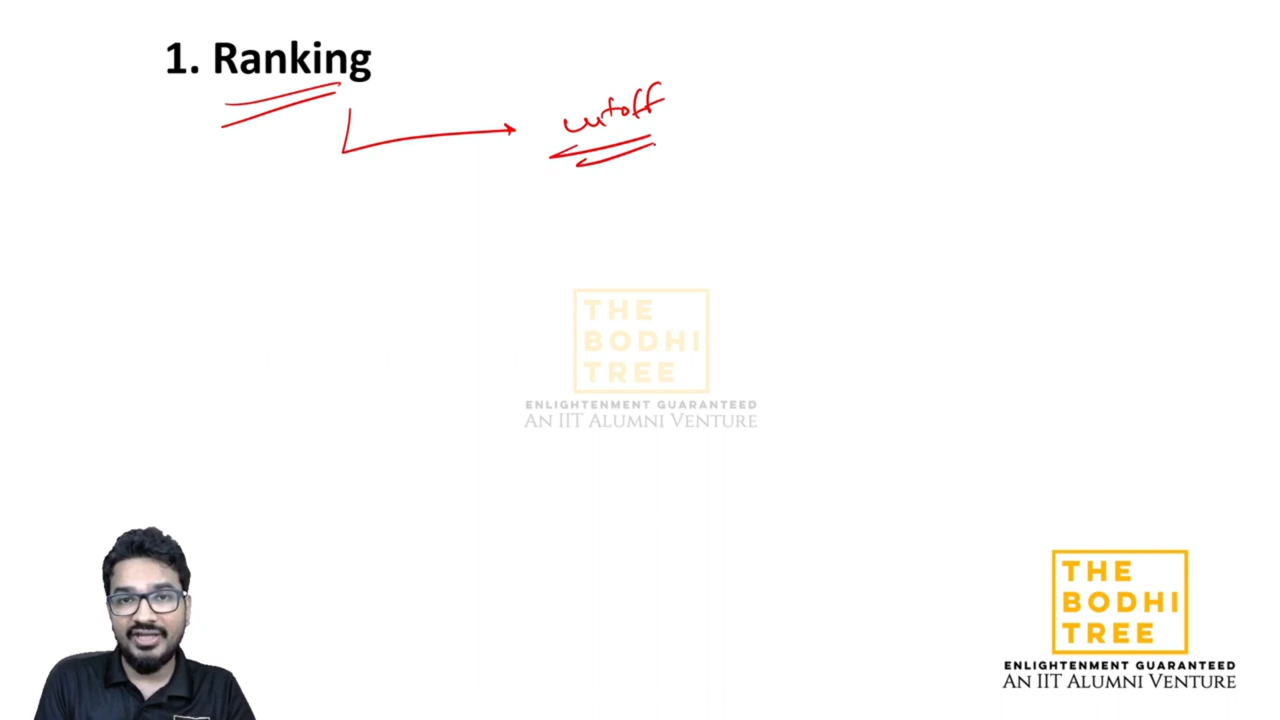 1. Ranking
cutoff
THE
BODHI
TREE
ENLIGHTENMENT GUARANTEED
AN IIT ALUMNI VENTURE
THE
BODHI
TREE
ENLIGHTENMENT GUARANTEED
AN IIT ALUMNI VENTURE